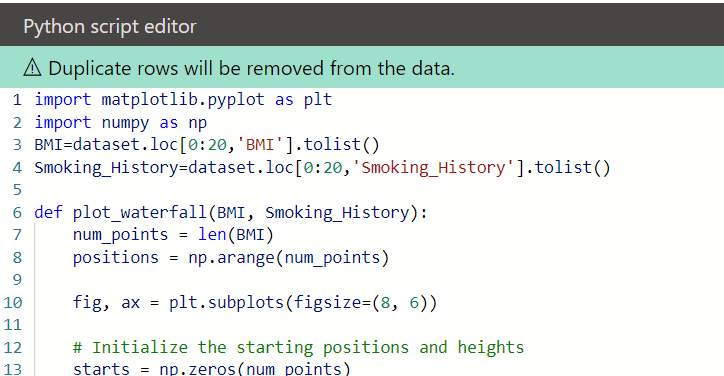 Python script editor
⚠ Duplicate rows will be removed from the data.
1 import matplotlib.pyplot as plt
2 import numpy as np
3 BMI=dataset.loc[0:20,'BMI'].tolist()
4 Smoking_History=dataset.loc[0:20,'Smoking_History'].tolist()
5
6 def plot_waterfall(BMI, Smoking_History):
7     num_points = len(BMI)
8     positions = np.arange(num_points)
9
10     fig, ax = plt.subplots(figsize=(8, 6))
11
12     # Initialize the starting positions and heights
13     starts = np.zeros(num_points)